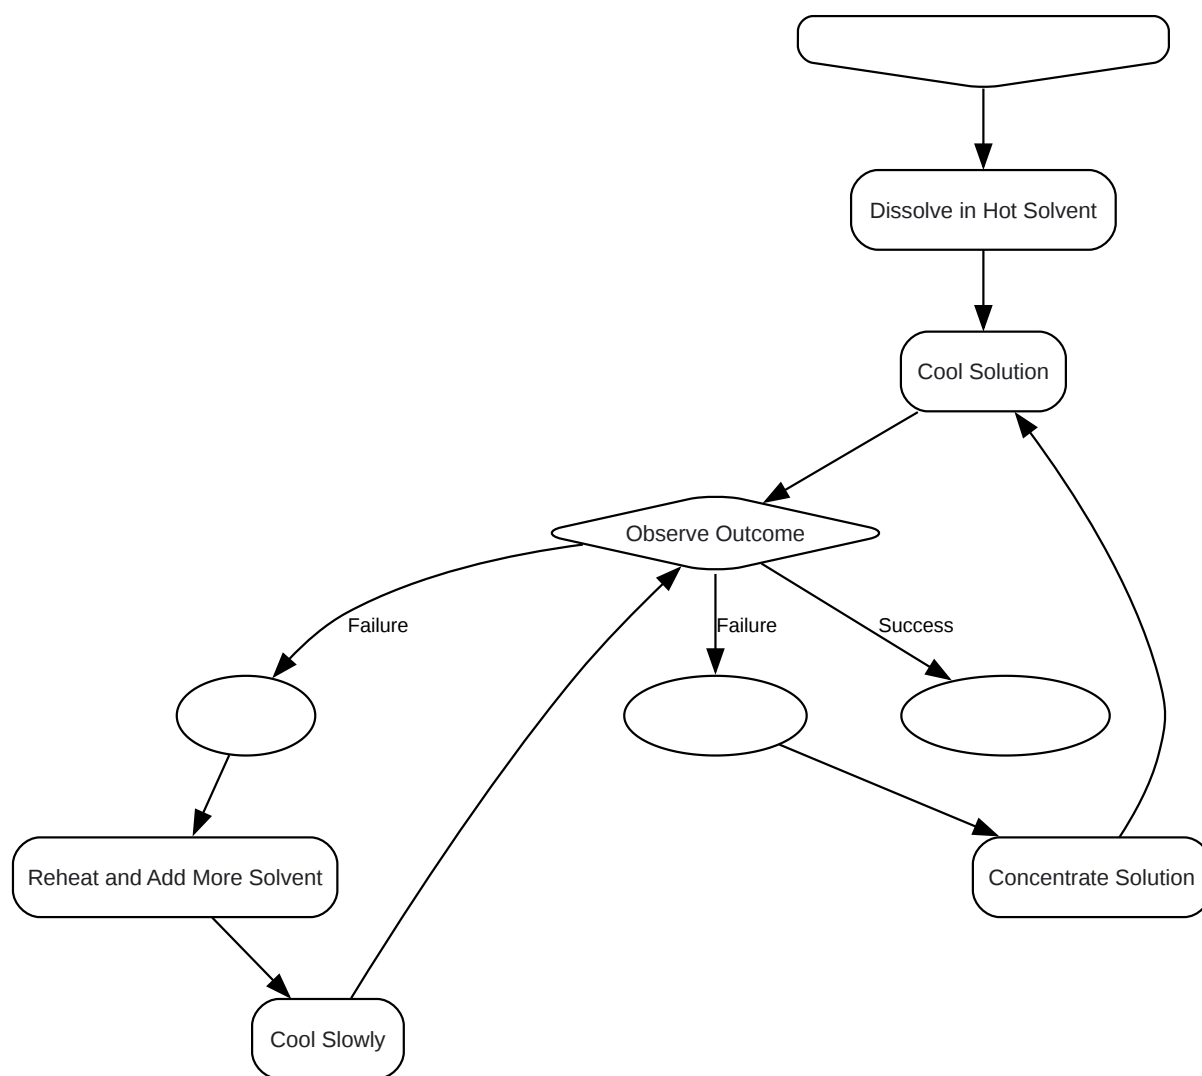 Dissolve in Hot Solvent
Cool Solution
Observe Outcome
Failure
Failure
Success
Reheat and Add More Solvent
Concentrate Solution
Cool Slowly